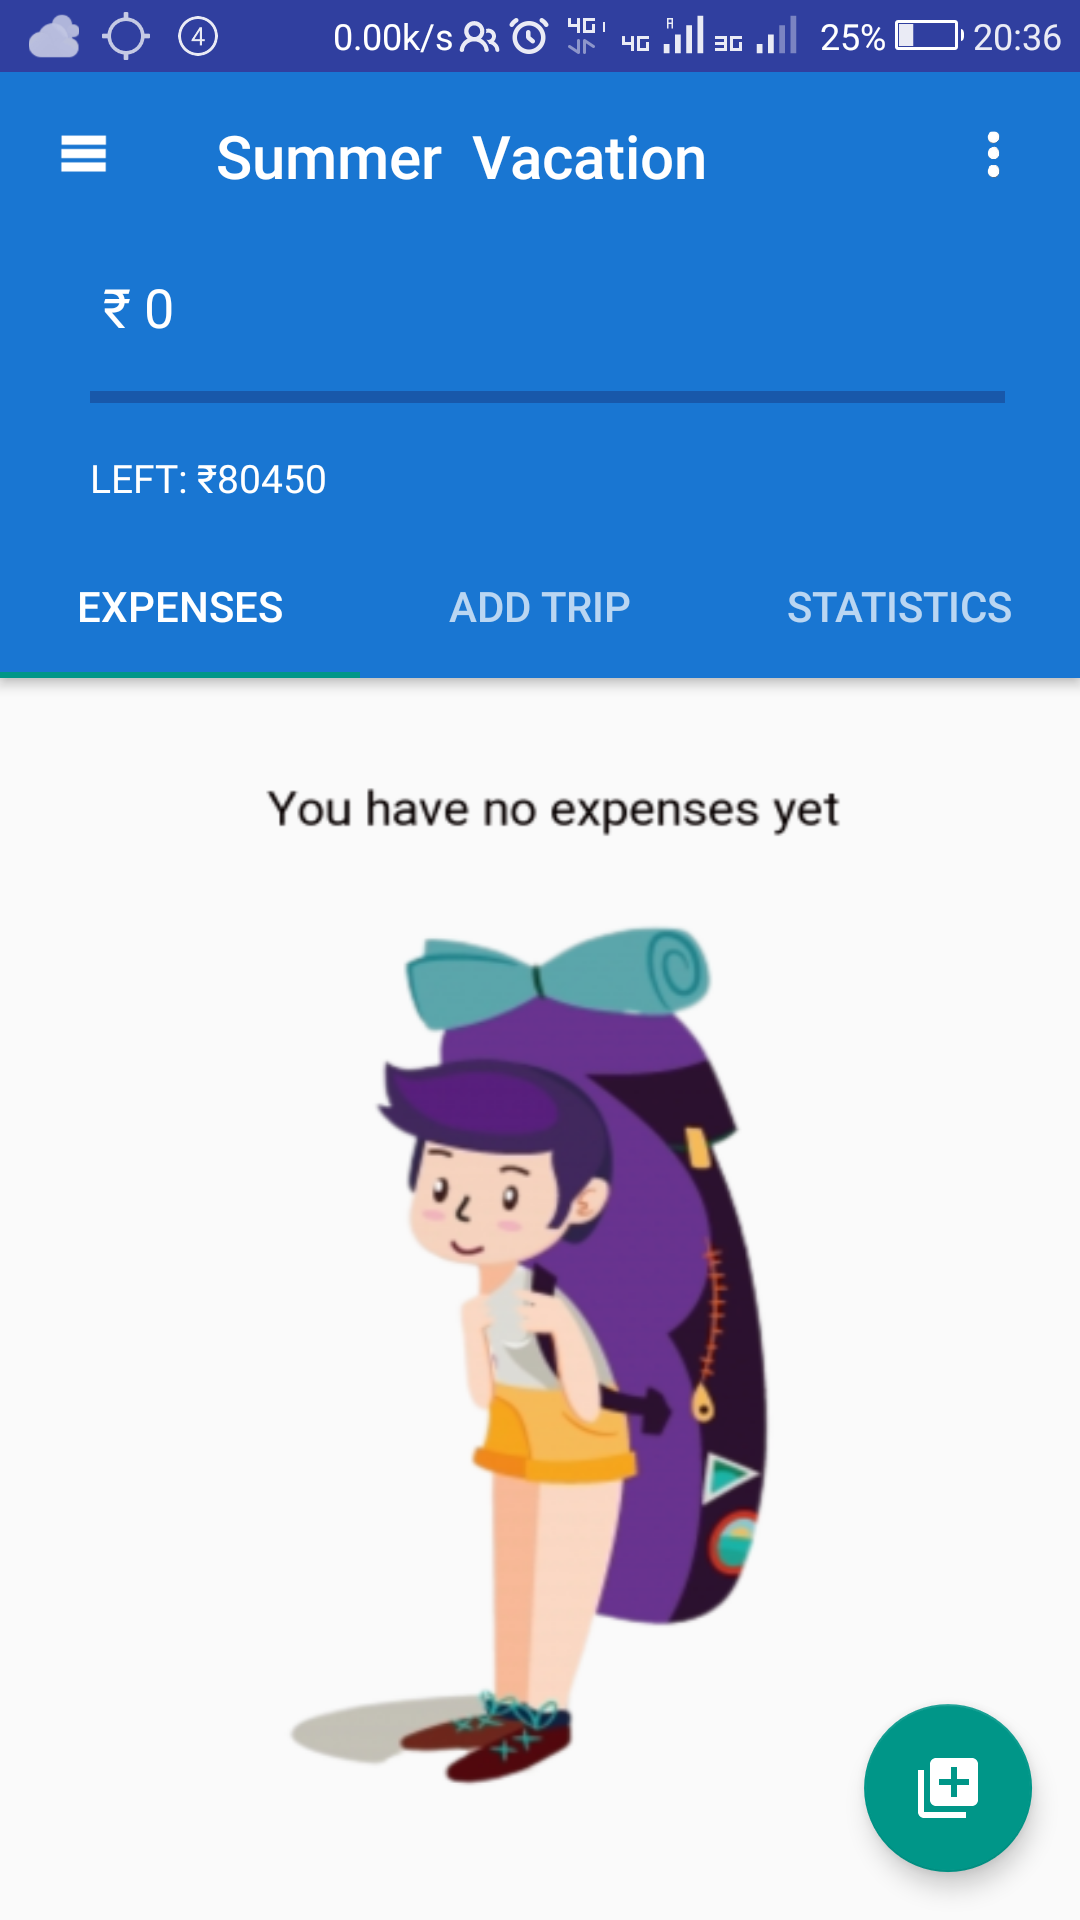 4 0.00k/s 4G 4G R 3G 25% 20:36
Summer Vacation
₹ 0
LEFT: ₹80450
EXPENSES ADD TRIP STATISTICS
You have no expenses yet